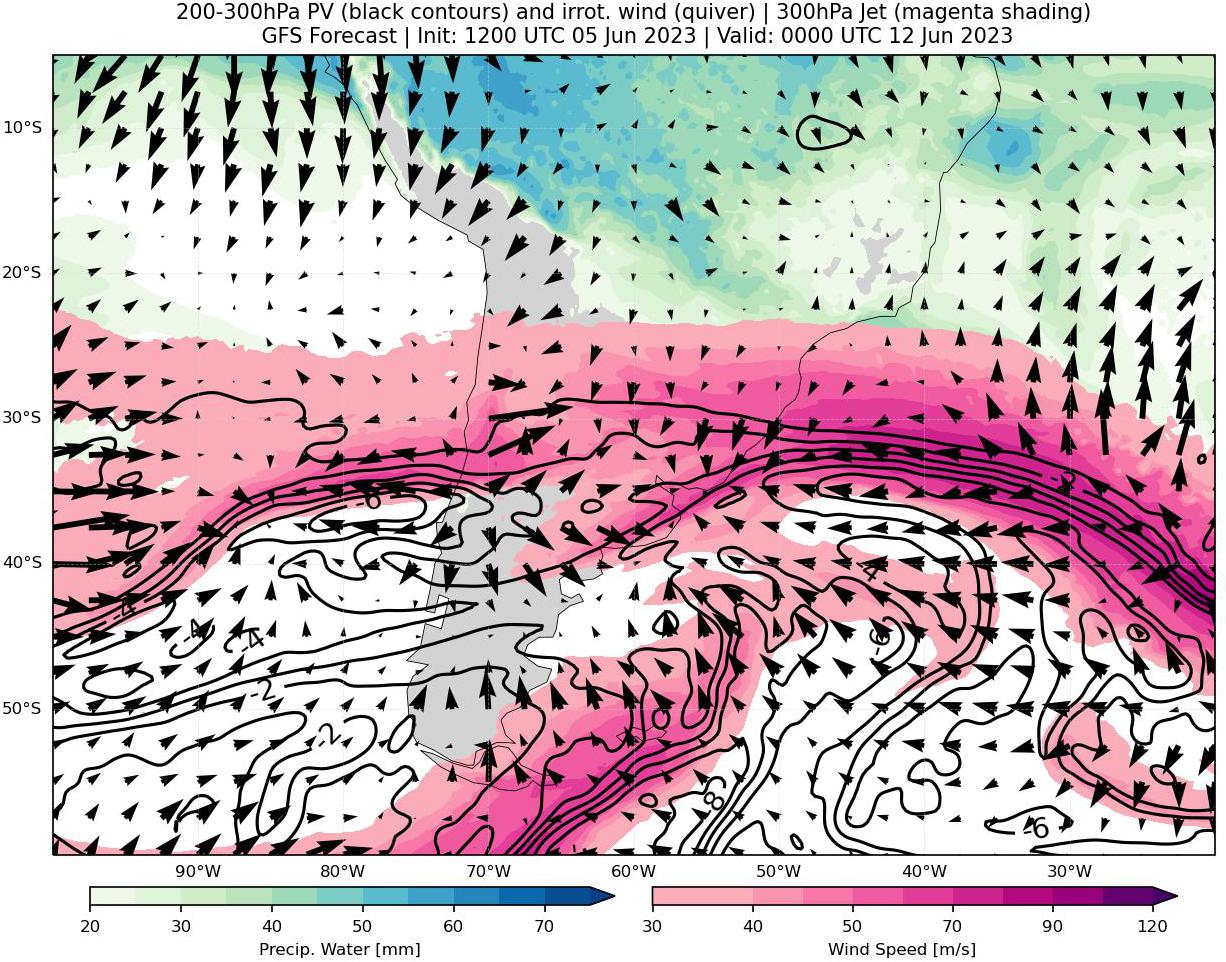 200-300hPa PV (black contours) and irrot. wind (quiver) | 300hPa Jet (magenta shading)
GFS Forecast | Init: 1200 UTC 05 Jun 2023 | Valid: 0000 UTC 12 Jun 2023
10°S
20°S
30°S
-2
-6
40°S
-4
-4
-4
-4
-6
-2
50°S
-2
-8
-6
90°W 80°W 70°W 60°W 50°W 40°W 30°W
20 30 40 50 60 70
30 40 50 70 90 120
Precip. Water [mm]
Wind Speed [m/s]